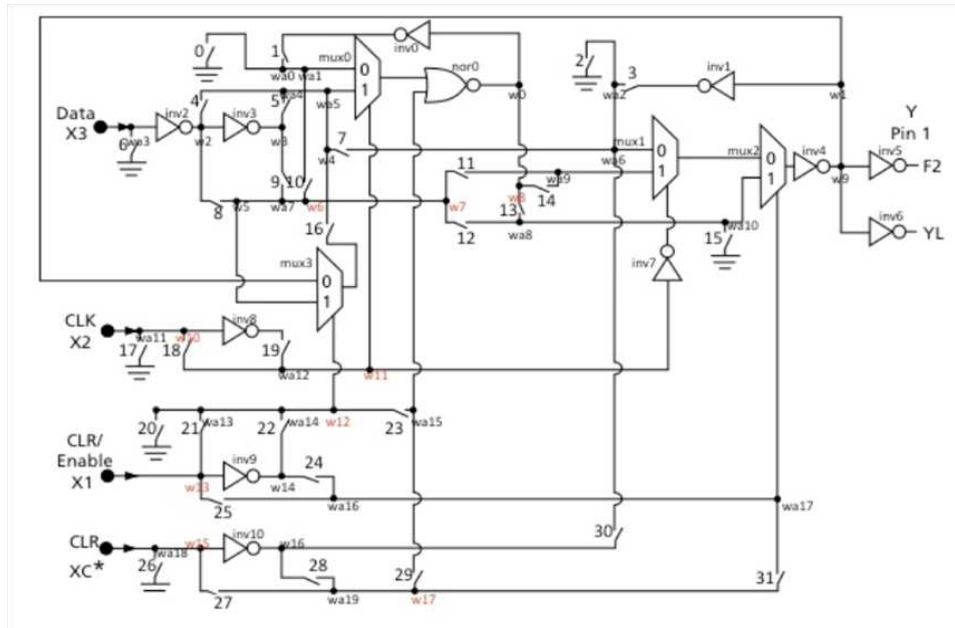 inv0
0
1
2
3
mux0
inv1
wa0
wa1
0
nor0
wa2
wa4
wa5
1
w0
w1
Data
X3
4
5
inv2
inv3
Y
Pin 1
6
wa3
w2
w3
w4
7
wa6
mux1
0
1
mux2
0
1
inv4
inv5
F2
w9
9
10
11
wa9
w8
14
13
8
w5
wa7
w6
w7
12
wa8
wa10
15
inv6
YL
16
mux3
0
1
inv7
CLK
X2
inv8
wa11
w10
17
18
19
wa12
w11
20
21
wa13
22
wa14
w12
23
wa15
CLR/
Enable
X1
inv9
w13
w14
24
25
wa16
wa17
CLR
XC*
w15
inv10
w16
30
26
wa18
28
29
31
27
wa19
w17